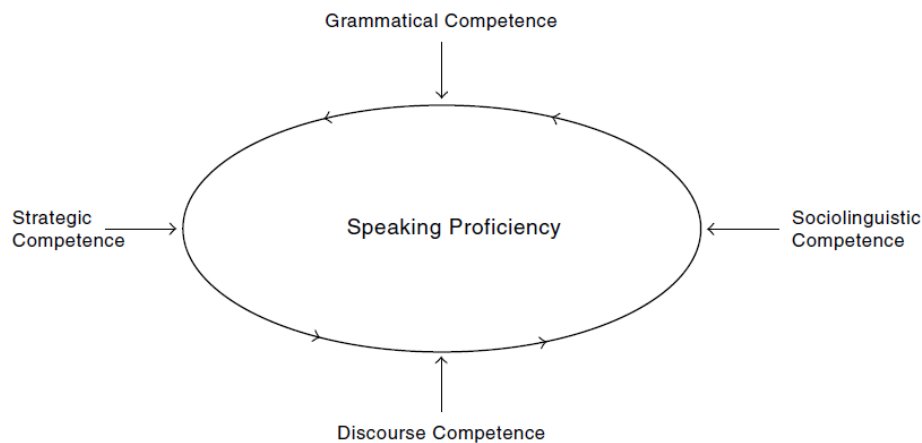 Grammatical Competence
Strategic
Competence
Speaking Proficiency
Sociolinguistic
Competence
Discourse Competence